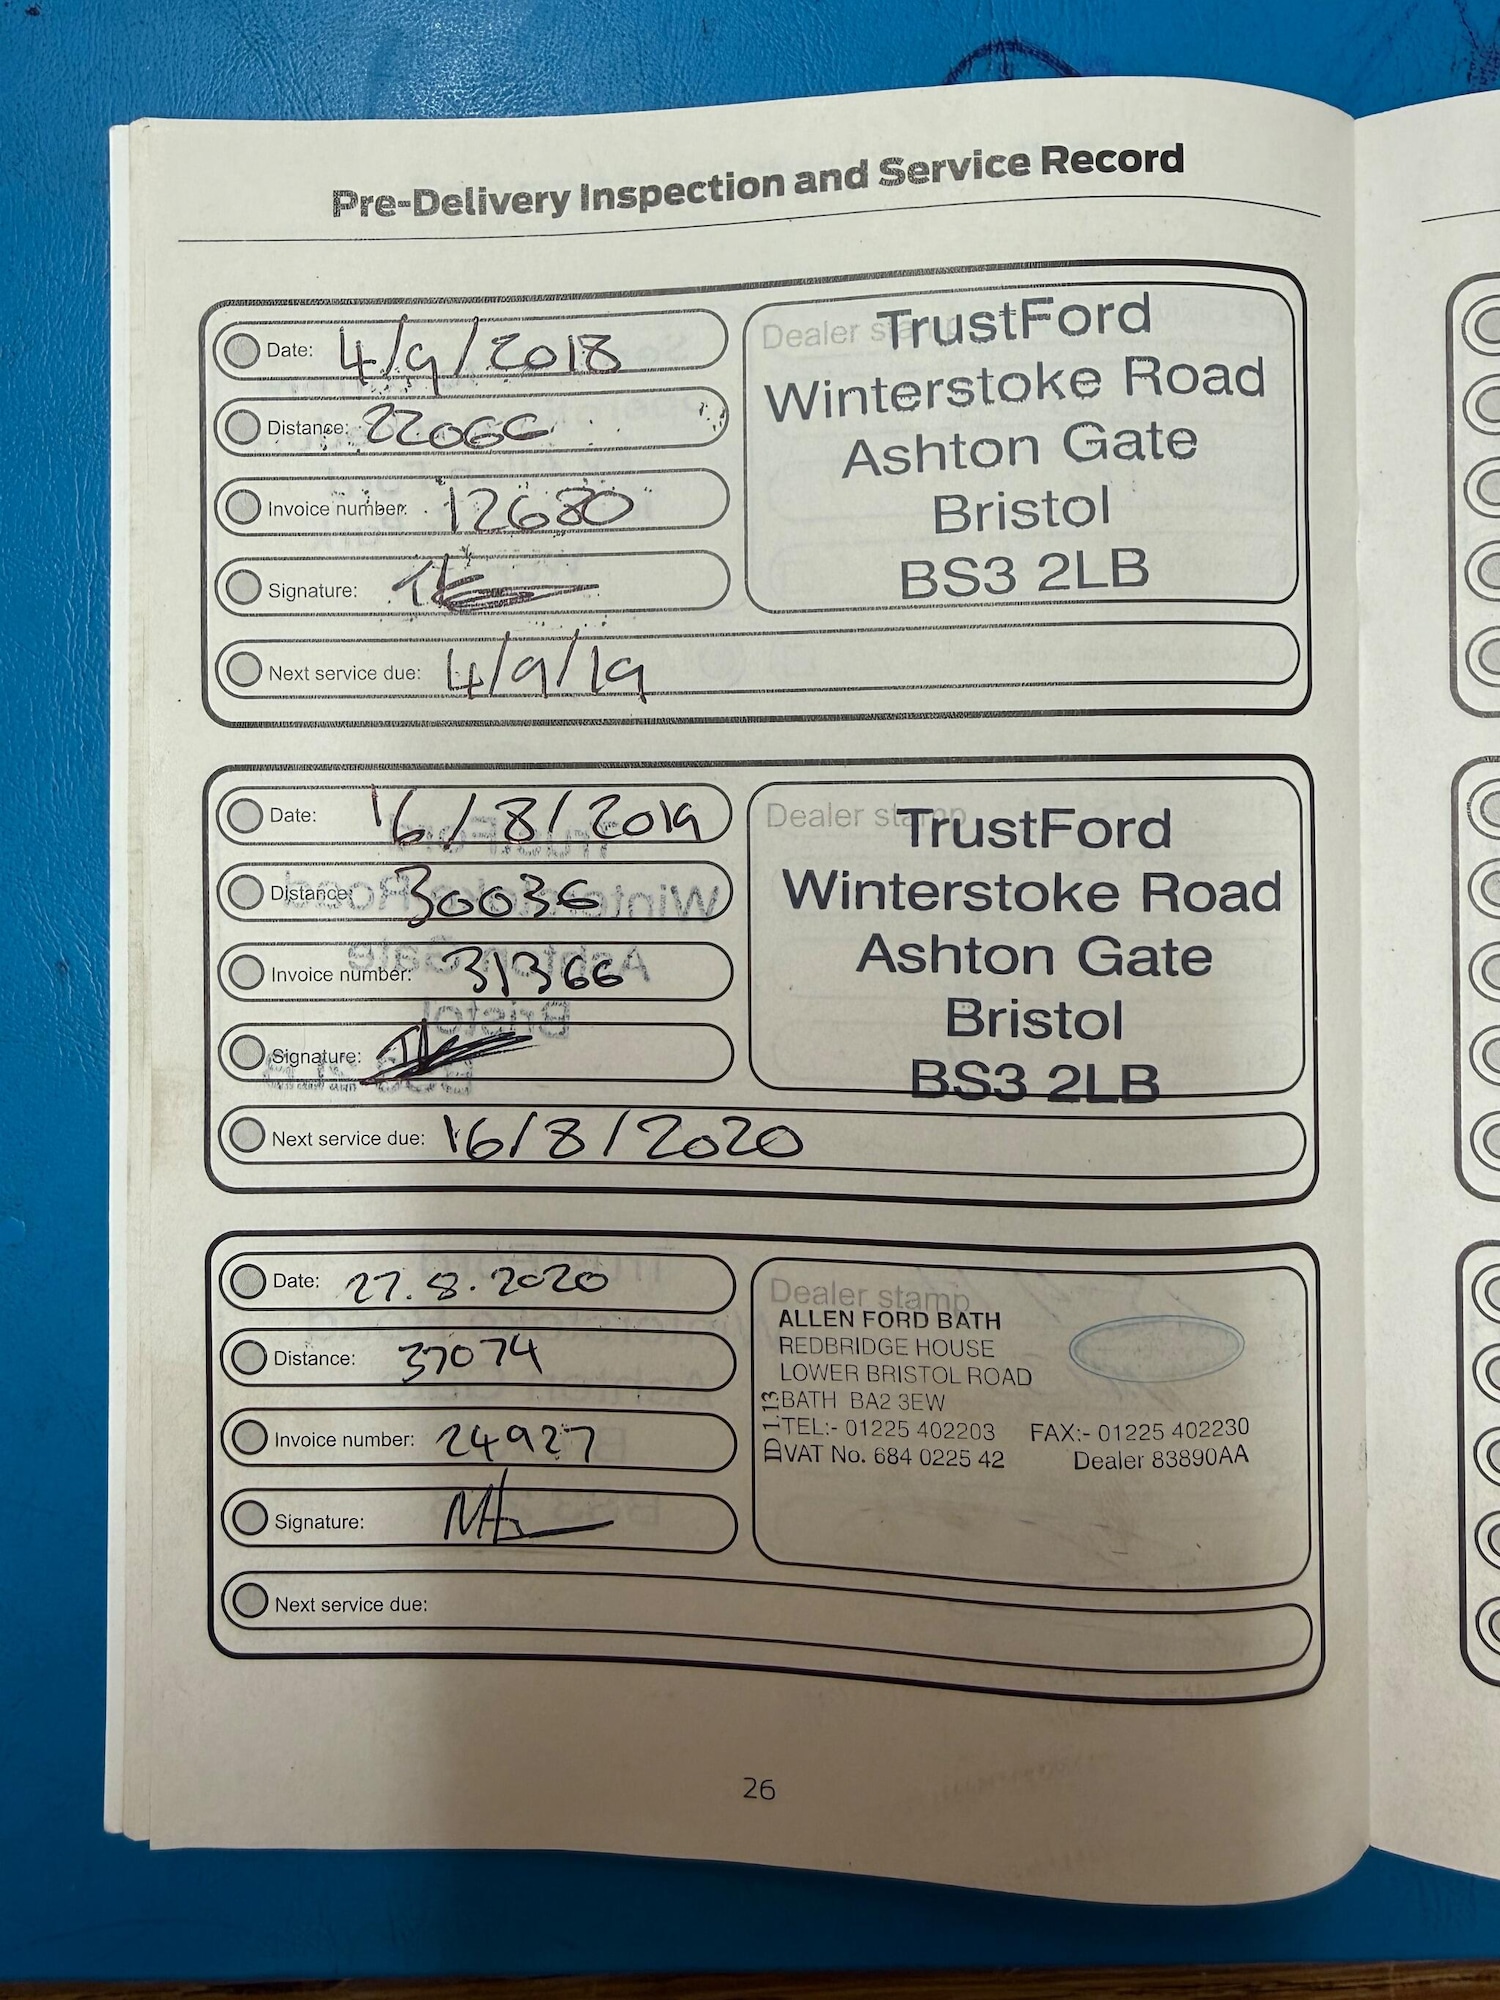 Pre-Delivery Inspection and Service Record
Date: 4/9/2018
Distance: 22066
Invoice number: 12680
Signature:
Next service due: 4/9/19
Dealer stamp
TrustFord
Winterstoke Road
Ashton Gate
Bristol
BS3 2LB
Date: 16/8/2019
Distance: 30036
Invoice number: 31366
Signature:
Next service due: 16/8/2020
Dealer stamp
TrustFord
Winterstoke Road
Ashton Gate
Bristol
BS3 2LB
Date: 27.8.2020
Distance: 37074
Invoice number: 24927
Signature:
Next service due:
Dealer stamp
ALLEN FORD BATH
REDBRIDGE HOUSE
LOWER BRISTOL ROAD
BATH BA2 3EW
TEL:- 01225 402203 FAX:- 01225 402230
VAT No. 684 0225 42 Dealer 83890AA
26